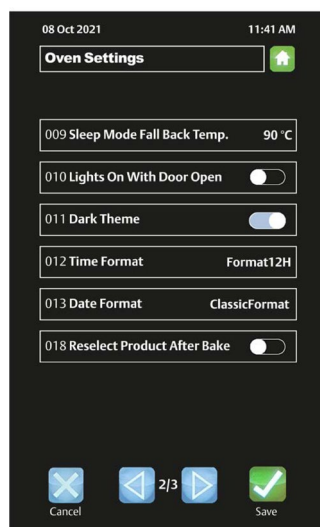 08 Oct 2021 11:41 AM
Oven Settings
009 Sleep Mode Fall Back Temp. 90 °C
010 Lights On With Door Open
011 Dark Theme
012 Time Format Format12H
013 Date Format ClassicFormat
018 Reselect Product After Bake
2/3
Cancel Save